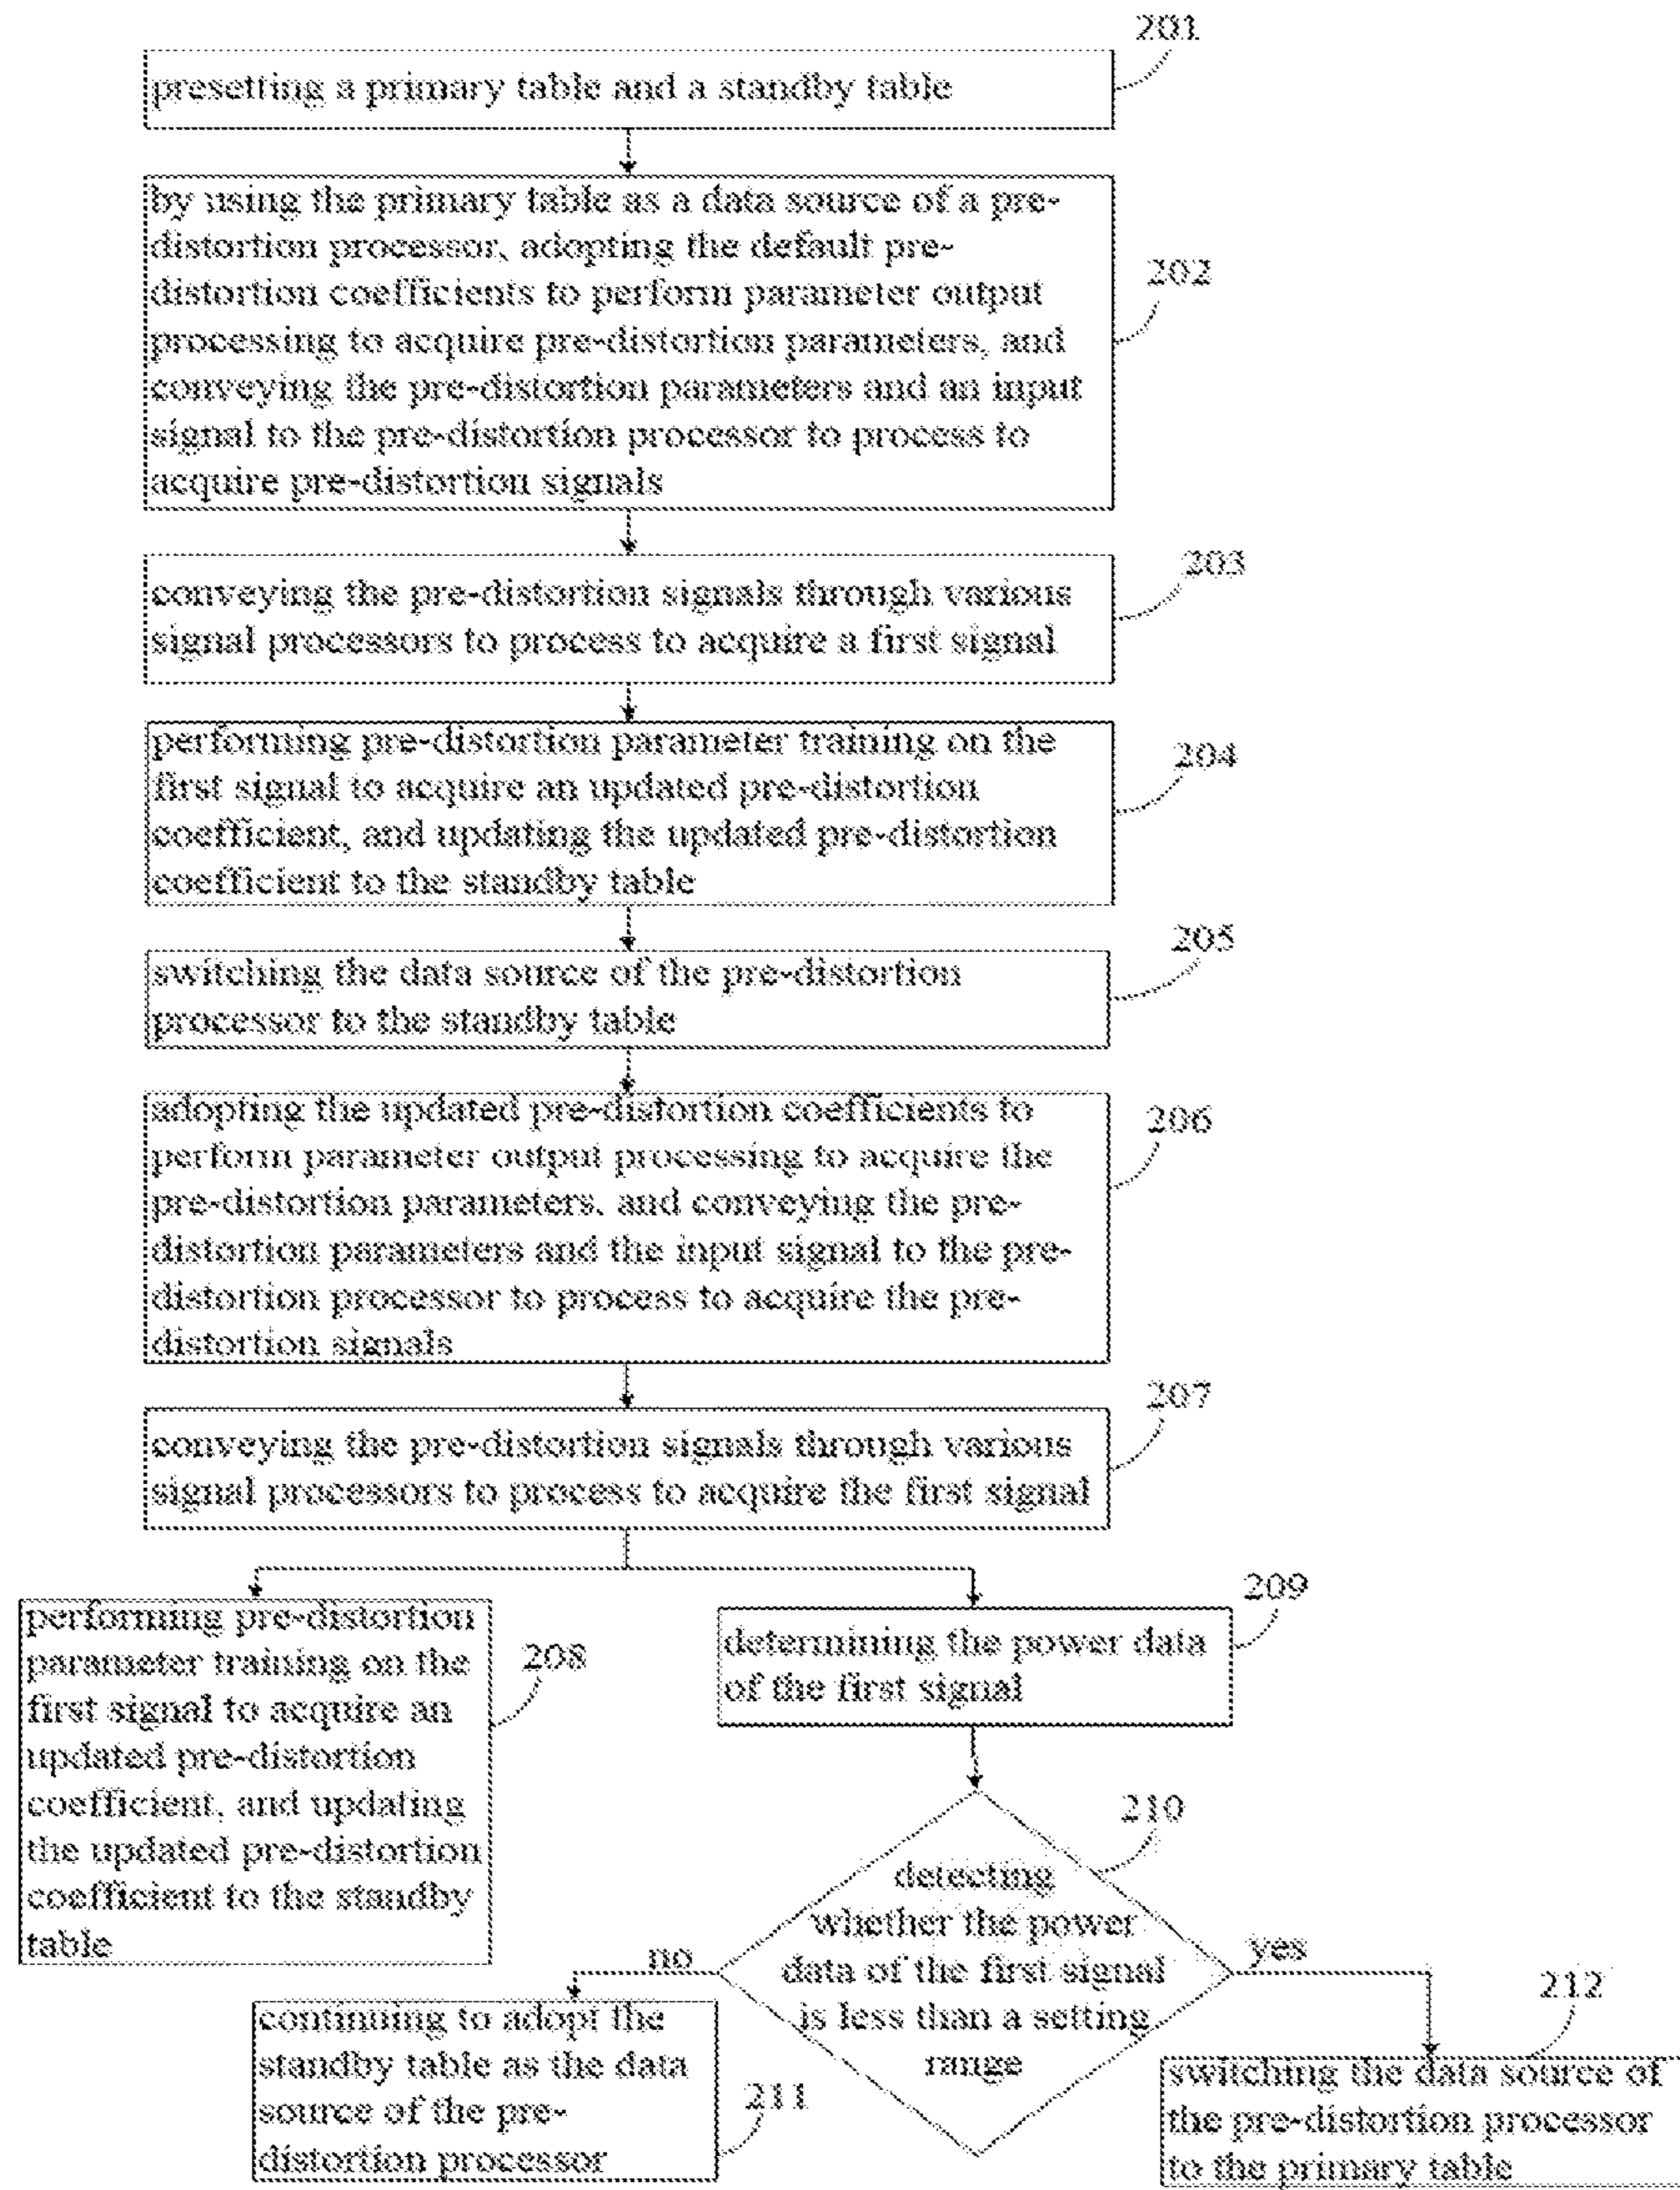 201
presetting a primary table and a standby table
by using the primary table as a data source of a pre-
distortion processor, adopting the default pre-
distortion coefficients to perform parameter output
processing to acquire pre-distortion parameters, and
conveying the pre-distortion parameters and an input
signal to the pre-distortion processor to process to
acquire pre-distortion signals
202
conveying the pre-distortion signals through various
signal processors to process to acquire a first signal
203
performing pre-distortion parameter training on the
first signal to acquire an updated pre-distortion
coefficient, and updating the updated pre-distortion
coefficient to the standby table
204
switching the data source of the pre-distortion
processor to the standby table
205
adopting the updated pre-distortion coefficients to
perform parameter output processing to acquire the
pre-distortion parameters, and conveying the pre-
distortion parameters and the input signal to the pre-
distortion processor to process to acquire the pre-
distortion signals
206
conveying the pre-distortion signals through various
signal processors to process to acquire the first signal
207
performing pre-distortion
parameter training on the
first signal to acquire an
updated pre-distortion
coefficient, and updating
the updated pre-distortion
coefficient to the standby
table
208
determining the power data
of the first signal
209
detecting
whether the power
data of the first signal
is less than a setting
range
210
no
yes
continuing to adopt the
standby table as the data
source of the pre-
distortion processor
211
switching the data source of
the pre-distortion processor
to the primary table
212